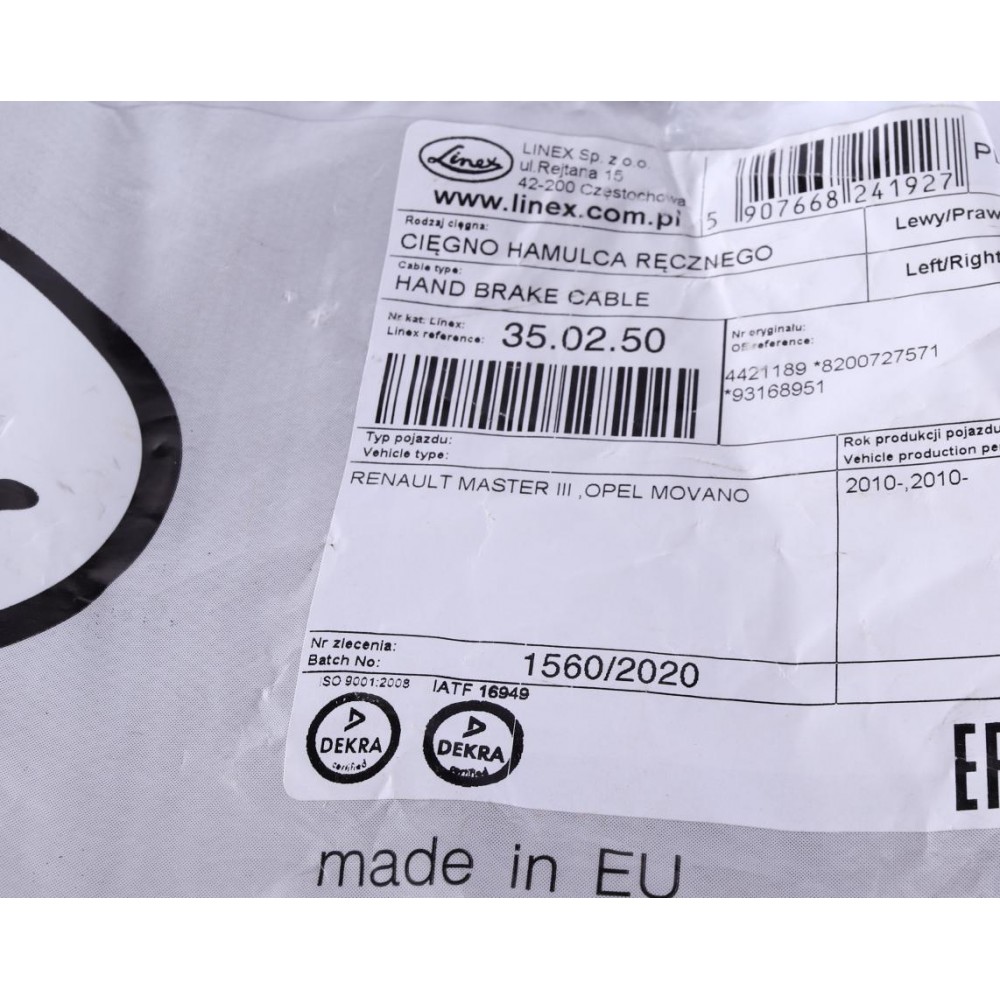 Linex
LINEX Sp. z o.o.
ul.Rejtana 15
42-200 Częstochowa
www.linex.com.pl
5 907668 241927
Rodzaj cięgna:
CIĘGNO HAMULCA RĘCZNEGO
Lewy/Praw
Cable type:
HAND BRAKE CABLE
Left/Right
Nr kat. Linex:
Linex reference:
35.02.50
Nr oryginału:
OE reference:
4421189 *8200727571
*93168951
Typ pojazdu:
Vehicle type:
Rok produkcji pojazdu
Vehicle production pe
RENAULT MASTER III ,OPEL MOVANO
2010-,2010-
Nr zlecenia:
Batch No:
1560/2020
ISO 9001:2008
IATF 16949
DEKRA
certified
DEKRA
certified
made in EU